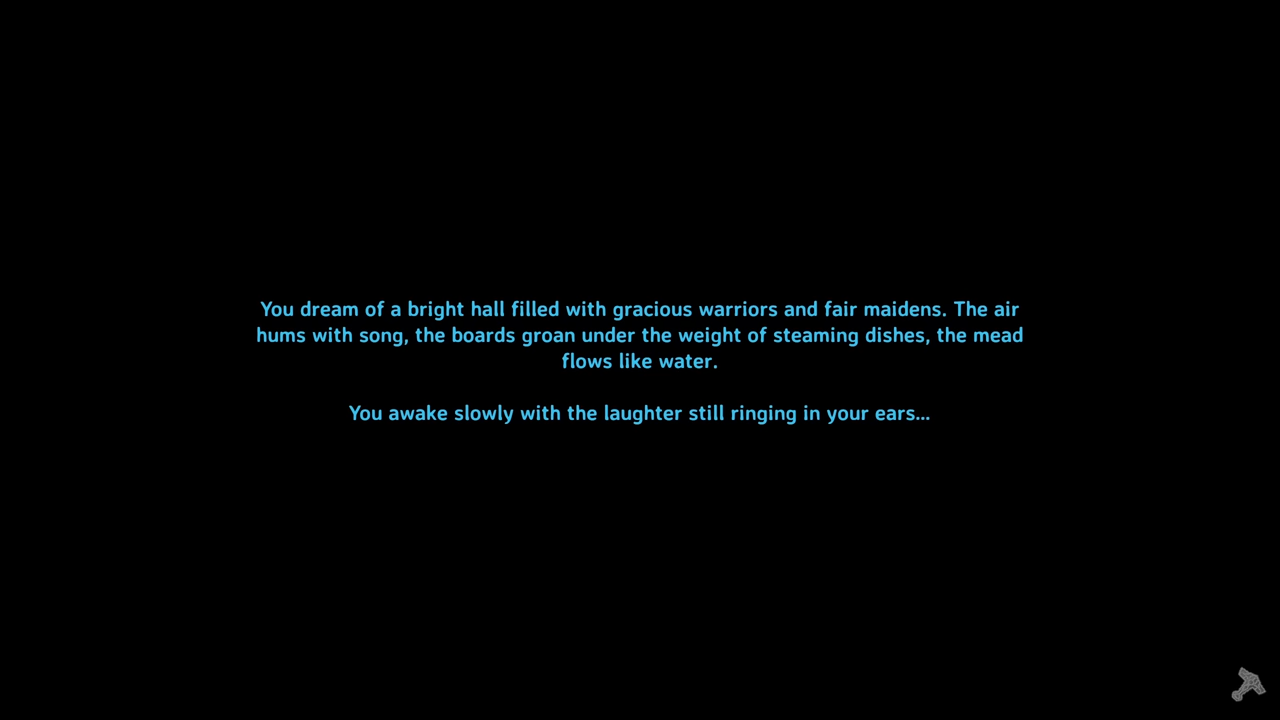 You dream of a bright hall filled with gracious warriors and fair maidens. The air
hums with song, the boards groan under the weight of steaming dishes, the mead
flows like water.
You awake slowly with the laughter still ringing in your ears...